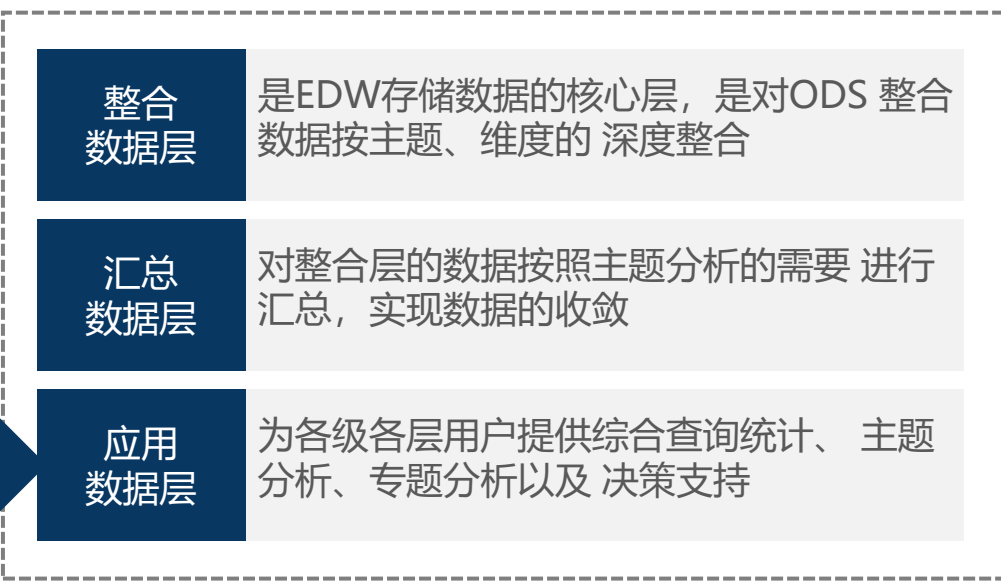 整合
数据层
是EDW存储数据的核心层，是对ODS 整合
数据按主题、维度的 深度整合
汇总
数据层
对整合层的数据按照主题分析的需要 进行
汇总，实现数据的收敛
应用
数据层
为各级各层用户提供综合查询统计、 主题
分析、专题分析以及 决策支持